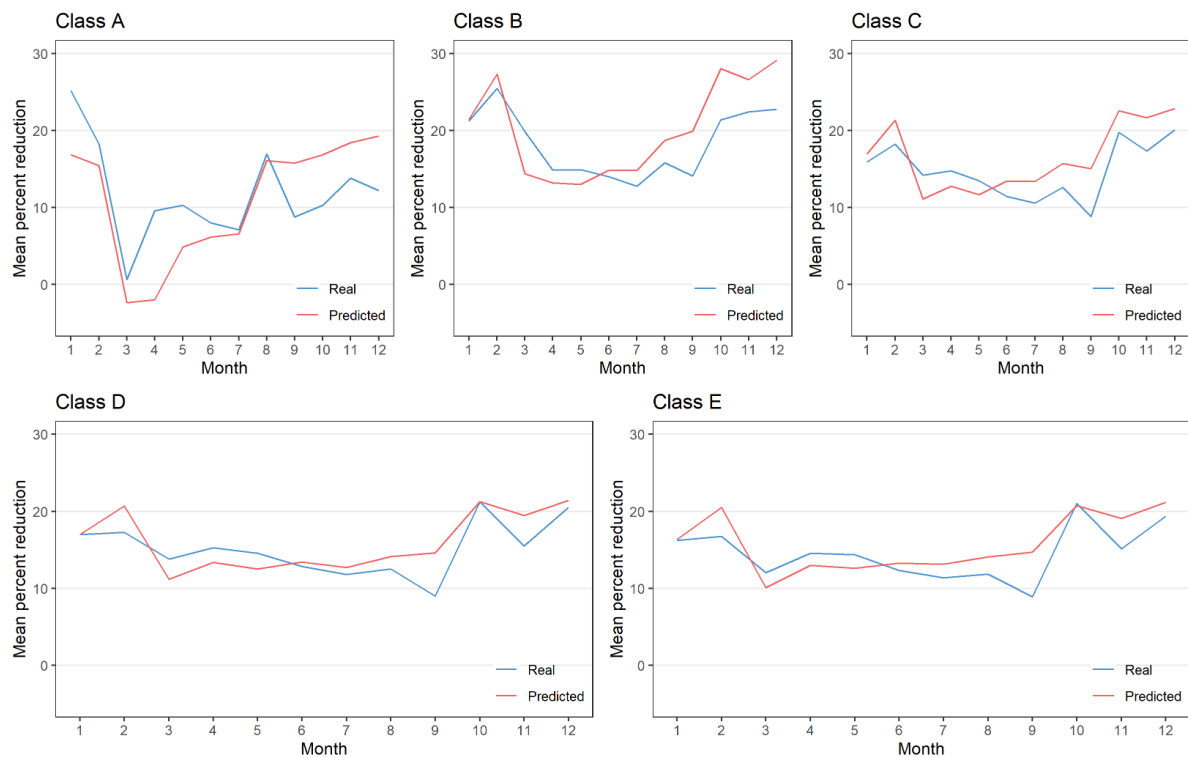 Class A
Mean percent reduction
30
20
10
0
Real
Predicted
1 2 3 4 5 6 7 8 9 10 11 12
Month
Class B
Mean percent reduction
30
20
10
0
Real
Predicted
1 2 3 4 5 6 7 8 9 10 11 12
Month
Class C
Mean percent reduction
30
20
10
0
Real
Predicted
1 2 3 4 5 6 7 8 9 10 11 12
Month
Class D
Mean percent reduction
30
20
10
0
Real
Predicted
1 2 3 4 5 6 7 8 9 10 11 12
Month
Class E
Mean percent reduction
30
20
10
0
Real
Predicted
1 2 3 4 5 6 7 8 9 10 11 12
Month